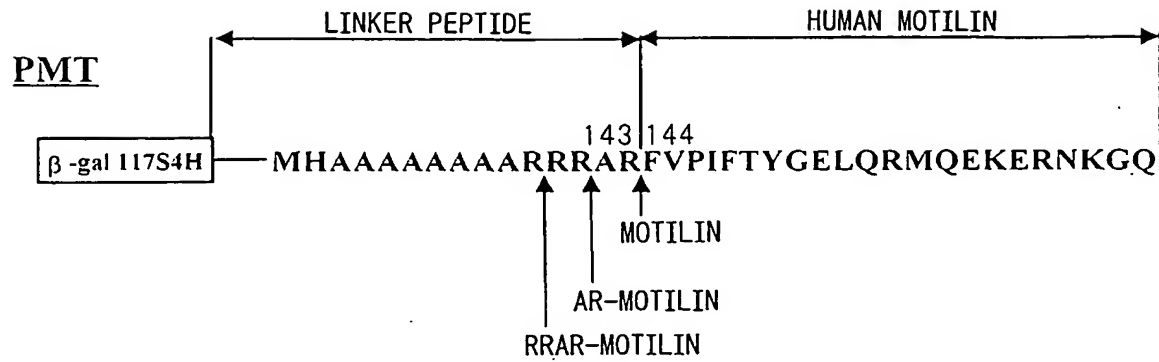 LINKER PEPTIDE HUMAN MOTILIN
PMT
143 144
β-gal 117S4H MHAAAAAAAARRRARFVPIFTYGELQRMQEKERNKGQ
MOTILIN
AR-MOTILIN
RRAR-MOTILIN